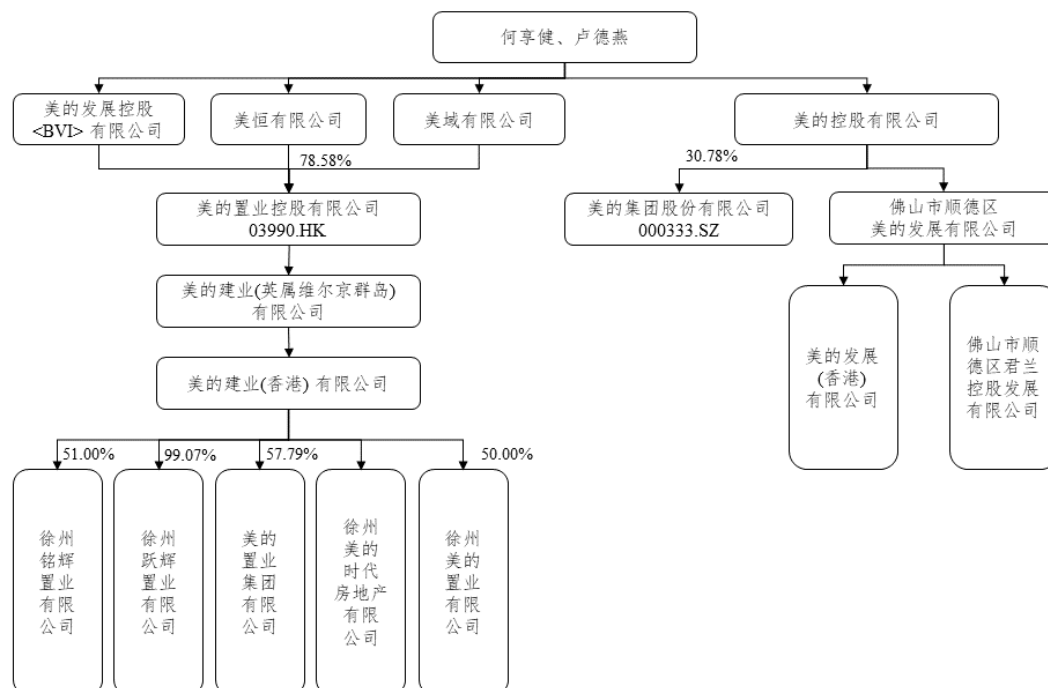 何享健、卢德燕
美的发展控股
<BVI> 有限公司
美恒有限公司
美域有限公司
美的控股有限公司
78.58%
30.78%
美的置业控股有限公司
03990.HK
美的集团股份有限公司
000333.SZ
佛山市顺德区
美的发展有限公司
美的建业(英属维尔京群岛)
有限公司
美的建业(香港) 有限公司
美的发展
(香港)
有限公司
佛山市顺
德区君兰
控股发展
有限公司
51.00%
99.07%
57.79%
50.00%
徐州
铭辉
置业
有限
公司
徐州
跃辉
置业
有限
公司
美的
置业
集团
有限
公司
徐州
美的
时代
房地产
有限
公司
徐州
美的
置业
有限
公司